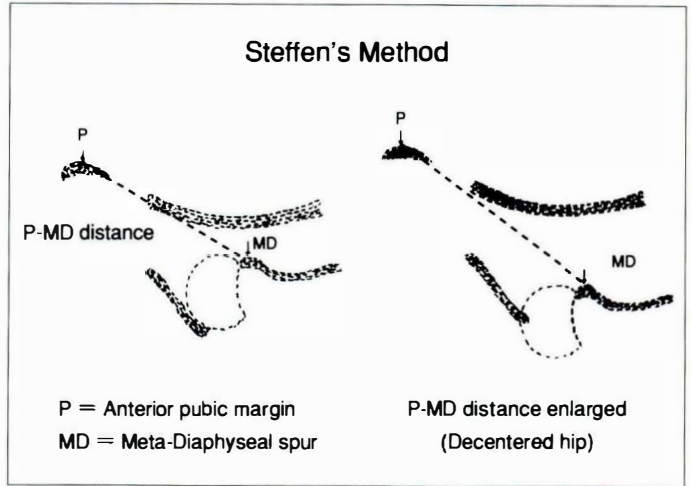 Steffen's Method
P
P
P-MD distance
MD
MD
P = Anterior pubic margin
MD = Meta-Diaphyseal spur
P-MD distance enlarged
(Decentered hip)